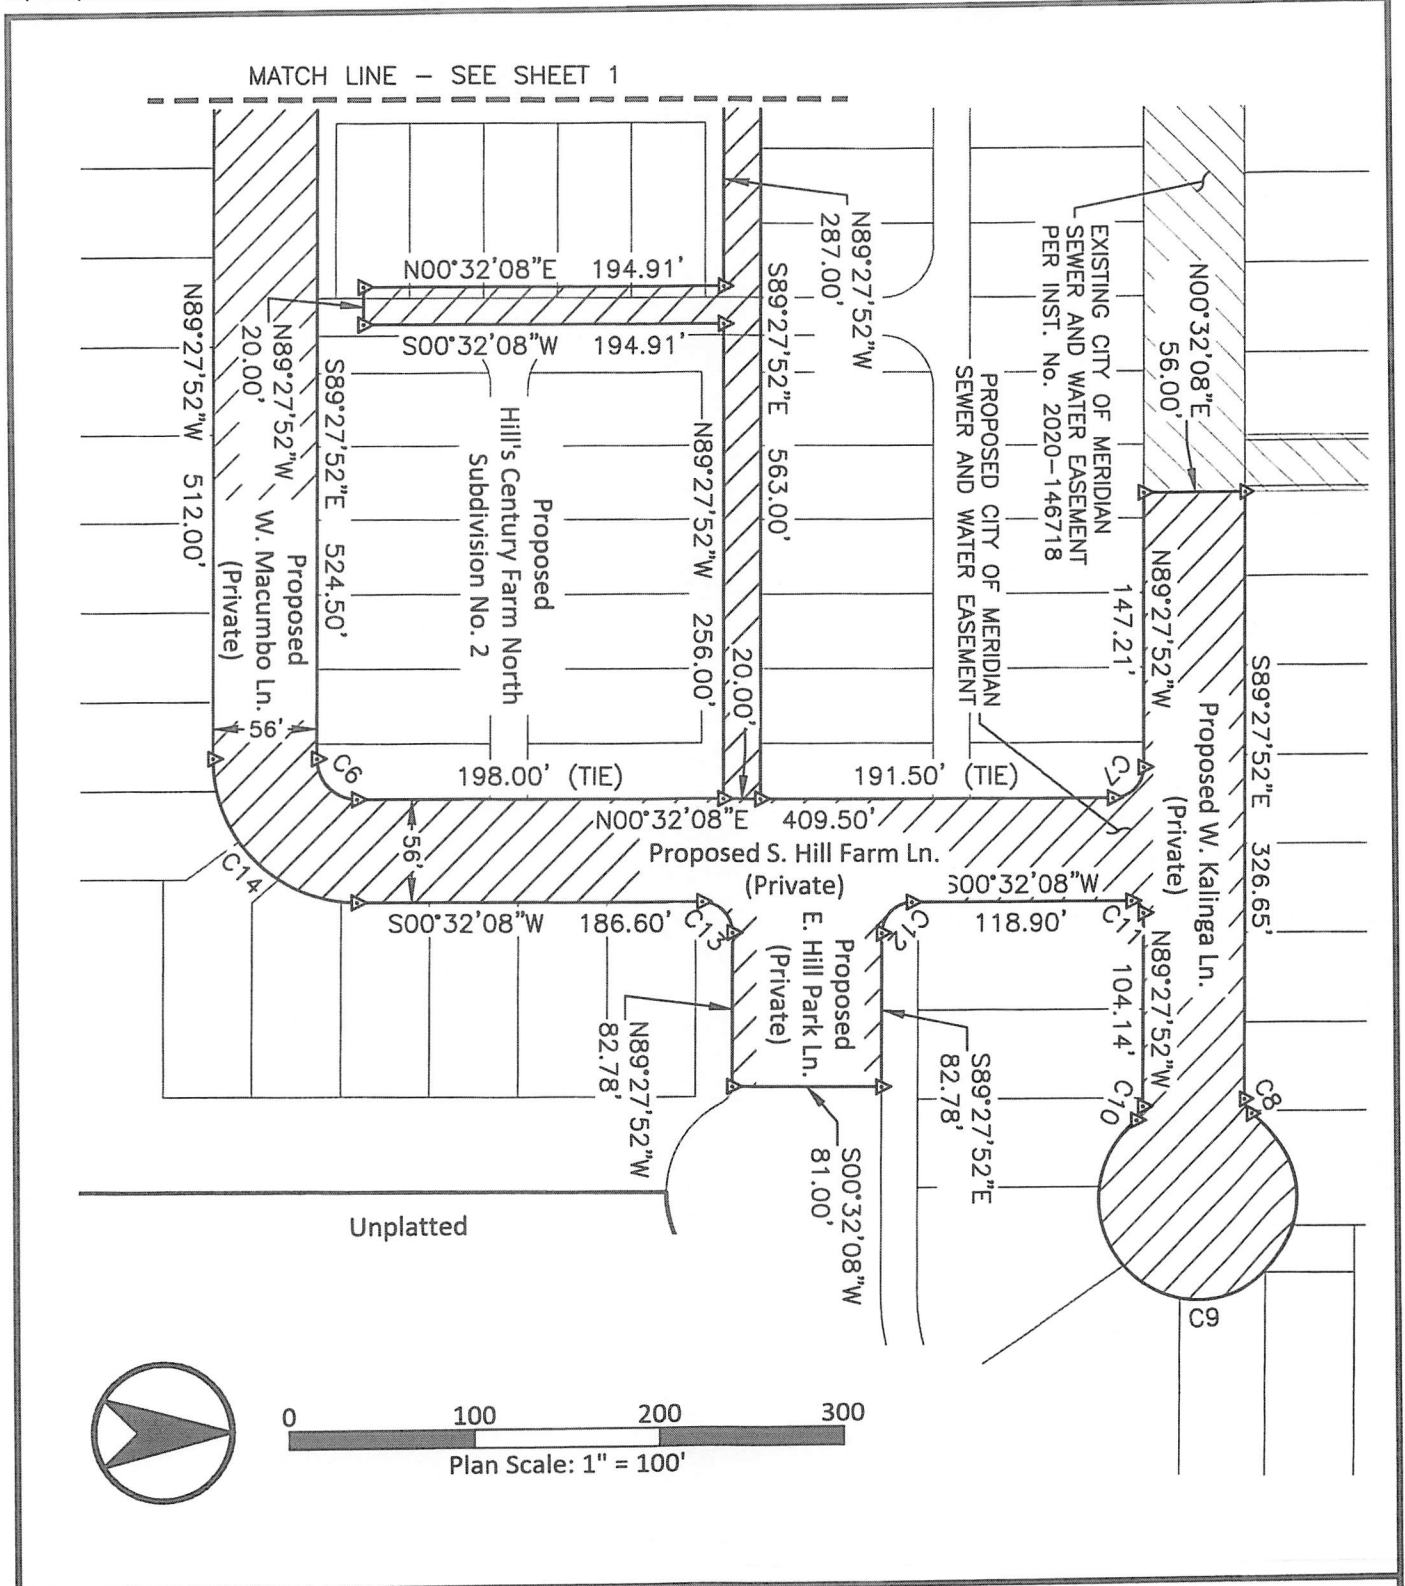 MATCH LINE – SEE SHEET 1
N00°32'08"E 194.91'
S00°32'08"W 194.91'
N89°27'52"W
20.00'
N89°27'52"W 512.00'
S89°27'52"E 524.50'
Proposed
W. Macumbo Ln.
(Private)
Proposed
Hill's Century Farm North
Subdivision No. 2
N89°27'52"W 256.00'
S89°27'52"E 563.00'
N89°27'52"W
287.00'
20.00'
EXISTING CITY OF MERIDIAN
SEWER AND WATER EASEMENT
PER INST. No. 2020–146718
PROPOSED CITY OF MERIDIAN
SEWER AND WATER EASEMENT
N00°32'08"E
56.00'
N89°27'52"W
147.21'
S89°27'52"E 326.65'
Proposed W. Kalinga Ln.
(Private)
56'
C6
198.00' (TIE)
191.50' (TIE)
C7
N00°32'08"E 409.50'
56'
Proposed S. Hill Farm Ln.
(Private)
C14
S00°32'08"W 186.60'
C13
C12
S00°32'08"W
118.90'
C11
Proposed
E. Hill Park Ln.
(Private)
N89°27'52"W
104.14'
N89°27'52"W
82.78'
S89°27'52"E
82.78'
C10
C8
S00°32'08"W
81.00'
Unplatted
C9
0 100 200 300
Plan Scale: 1" = 100'